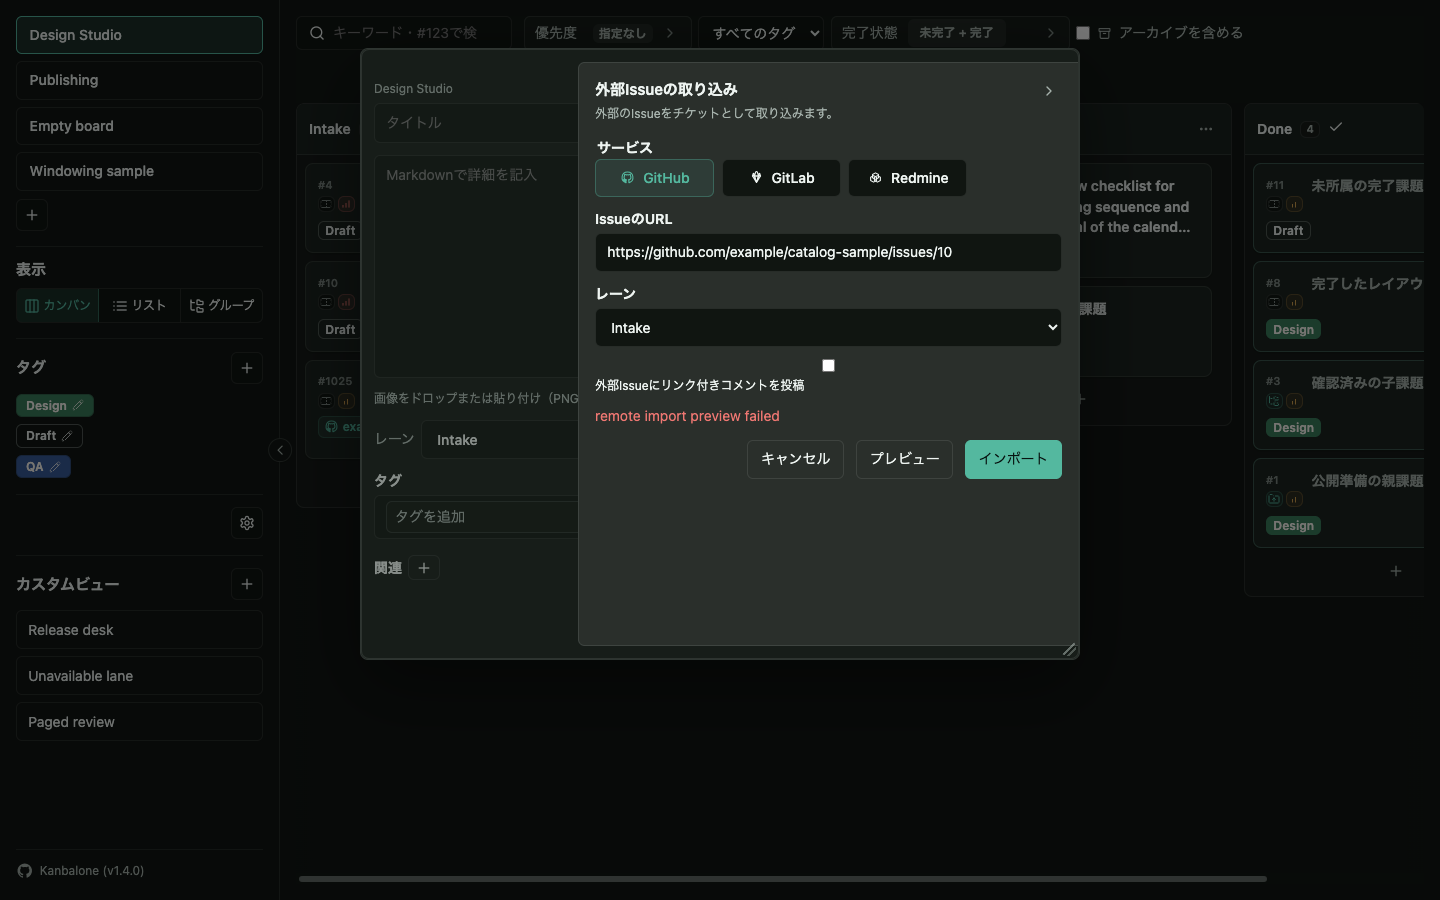 Design Studio
Publishing
Empty board
Windowing sample
表示
カンバン
リスト
グループ
タグ
Design
Draft
QA
カスタムビュー
Release desk
Unavailable lane
Paged review
Kanbalone (v1.4.0)
キーワード・#123で検
優先度 指定なし
すべてのタグ
完了状態 未完了 + 完了
アーカイブを含める
Intake
#4
Draft
#10
Draft
#1025
exa
Design Studio
タイトル
Markdownで詳細を記入
画像をドロップまたは貼り付け（PNG
レーン Intake
タグ
タグを追加
関連
外部Issueの取り込み
外部のIssueをチケットとして取り込みます。
サービス
GitHub
GitLab
Redmine
IssueのURL
https://github.com/example/catalog-sample/issues/10
レーン
Intake
外部Issueにリンク付きコメントを投稿
remote import preview failed
キャンセル
プレビュー
インポート
w checklist for
g sequence and
l of the calend...
課題
Done 4
#11 未所属の完了課題
Draft
#8 完了したレイアウ
Design
#3 確認済みの子課題
Design
#1 公開準備の親課題
Design